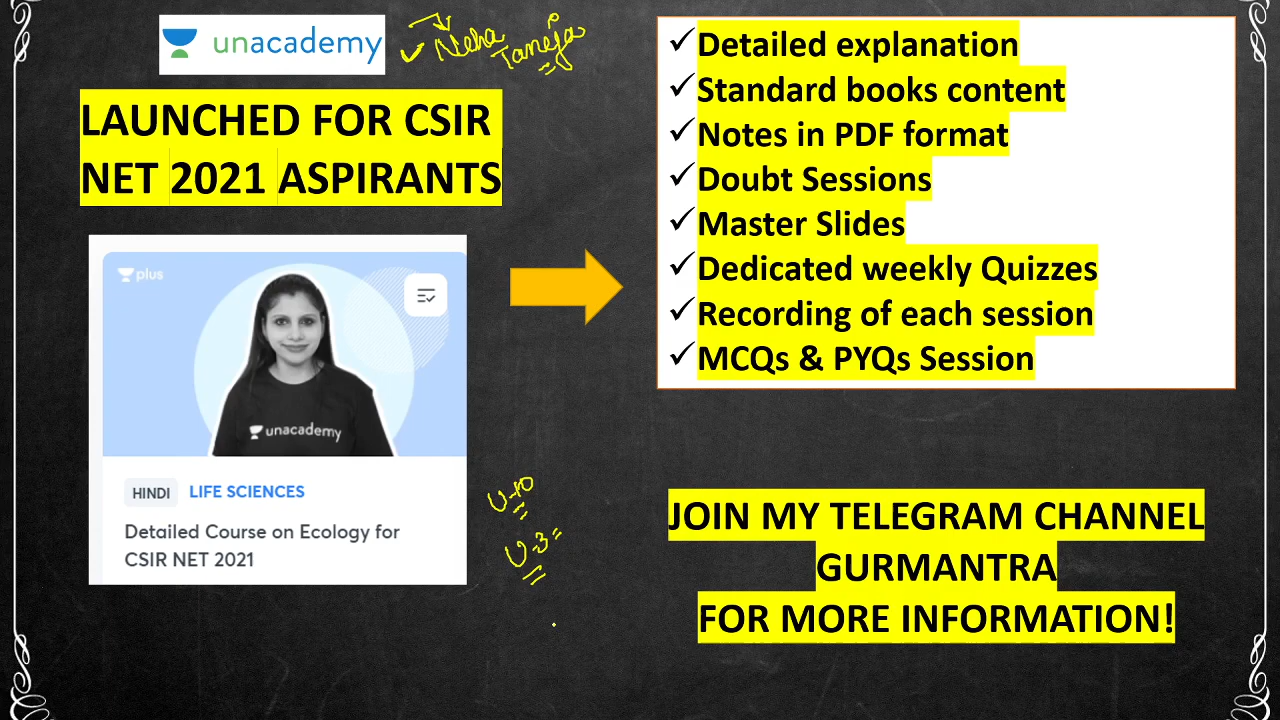 unacademy
Neha
Taneja
LAUNCHED FOR CSIR
NET 2021 ASPIRANTS
plus
unacademy
HINDI LIFE SCIENCES
Detailed Course on Ecology for
CSIR NET 2021
✓Detailed explanation
✓Standard books content
✓Notes in PDF format
✓Doubt Sessions
✓Master Slides
✓Dedicated weekly Quizzes
✓Recording of each session
✓MCQs & PYQs Session
U-10
U-3
JOIN MY TELEGRAM CHANNEL
GURMANTRA
FOR MORE INFORMATION!